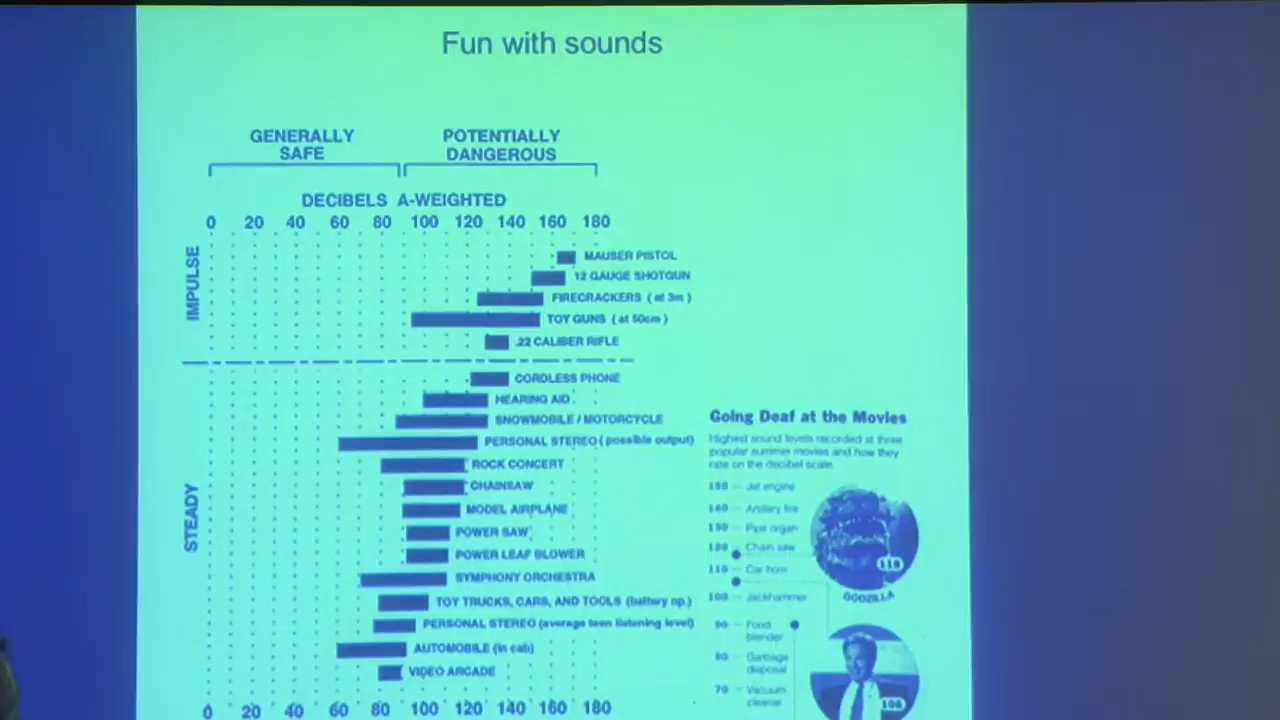 Fun with sounds
GENERALLY
SAFE
POTENTIALLY
DANGEROUS
DECIBELS A-WEIGHTED
0 20 40 60 80 100 120 140 160 180
IMPULSE
MAUSER PISTOL
12 GAUGE SHOTGUN
FIRECRACKERS ( at 3m )
TOY GUNS ( at 50cm )
.22 CALIBER RIFLE
STEADY
CORDLESS PHONE
HEARING AID
SNOWMOBILE / MOTORCYCLE
PERSONAL STEREO ( possible output)
ROCK CONCERT
CHAINSAW
MODEL AIRPLANE
POWER SAW
POWER LEAF BLOWER
SYMPHONY ORCHESTRA
TOY TRUCKS, CARS, AND TOOLS (battery op.)
PERSONAL STEREO (average teen listening level)
AUTOMOBILE (in cab)
VIDEO ARCADE
0 20 40 60 80 100 120 140 160 180
Going Deaf at the Movies
Highest sound levels recorded at three
popular summer movies and how they
rate on the decibel scale.
150 — Jet engine
140 — Artillery fire
130 — Pipe organ
120 — Chain saw
110 — Car horn
100 — Jackhammer
90 — Food
blender
80 — Garbage
disposal
70 — Vacuum
cleaner
118
GODZILLA
106